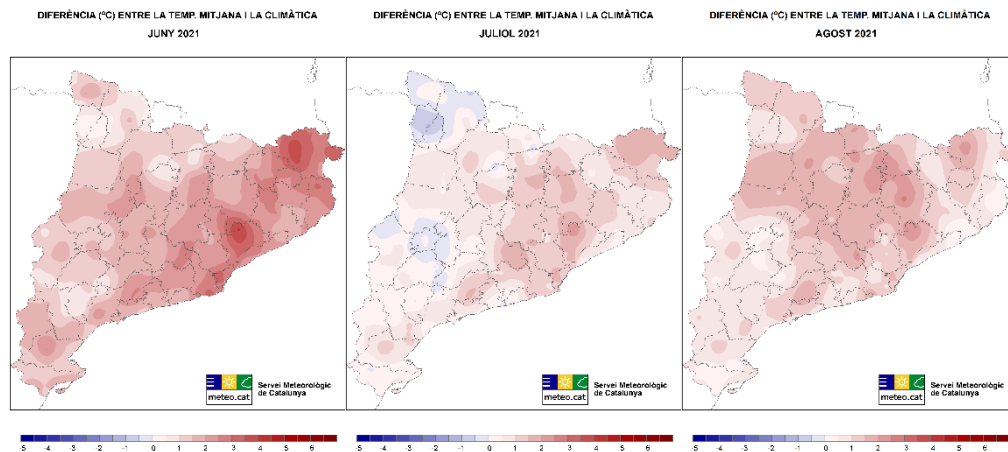 DIFERÈNCIA (ºC) ENTRE LA TEMP. MITJANA I LA CLIMÀTICA
JUNY 2021
meteo.cat
Servei Meteorològic
de Catalunya
-5 -4 -3 -2 -1 0 1 2 3 4 5 6
DIFERÈNCIA (ºC) ENTRE LA TEMP. MITJANA I LA CLIMÀTICA
JULIOL 2021
meteo.cat
Servei Meteorològic
de Catalunya
-5 -4 -3 -2 -1 0 1 2 3 4 5 6
DIFERÈNCIA (ºC) ENTRE LA TEMP. MITJANA I LA CLIMÀTICA
AGOST 2021
meteo.cat
Servei Meteorològic
de Catalunya
-5 -4 -3 -2 -1 0 1 2 3 4 5 6